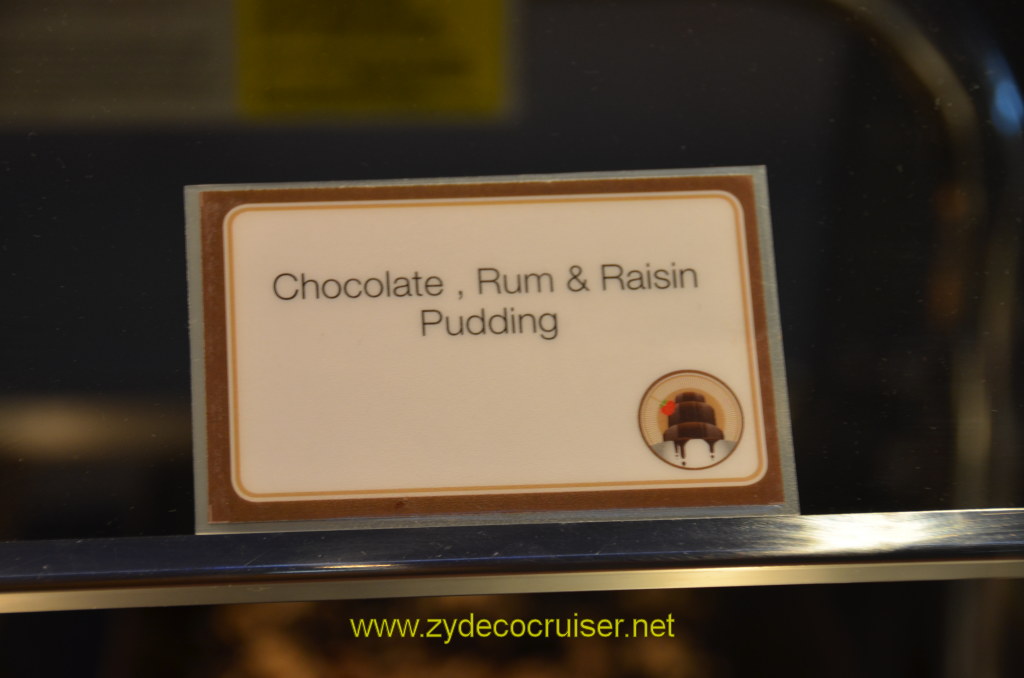 Chocolate , Rum & Raisin
Pudding
www.zydecocruiser.net